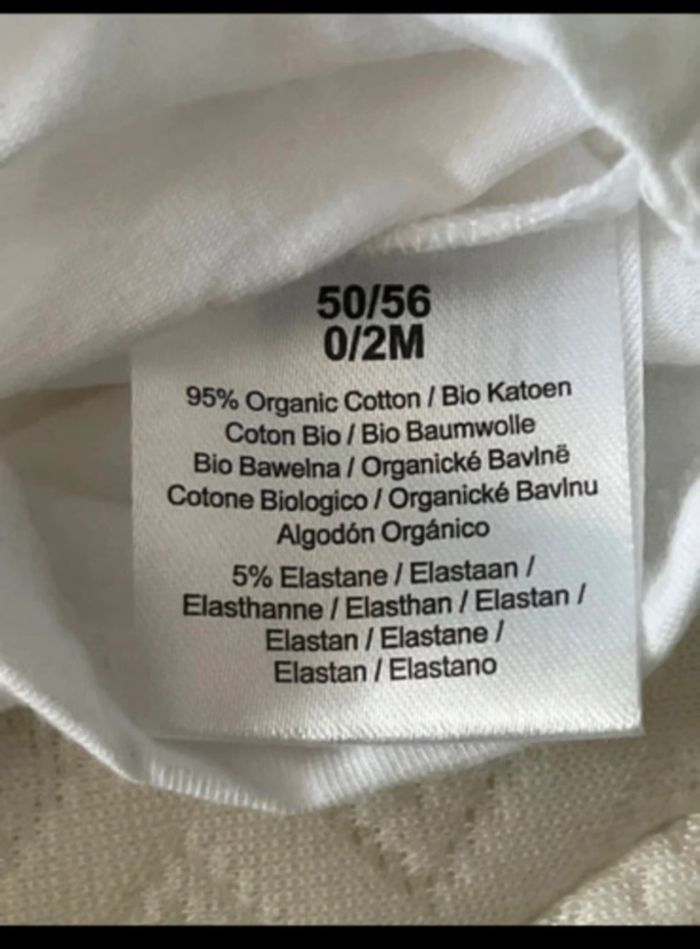 50/56
0/2M
95% Organic Cotton / Bio Katoen
Coton Bio / Bio Baumwolle
Bio Bawelna / Organické Bavlnë
Cotone Biologico / Organické Bavlnu
Algodón Orgánico
5% Elastane / Elastaan /
Elasthanne / Elasthan / Elastan /
Elastan / Elastane /
Elastan / Elastano